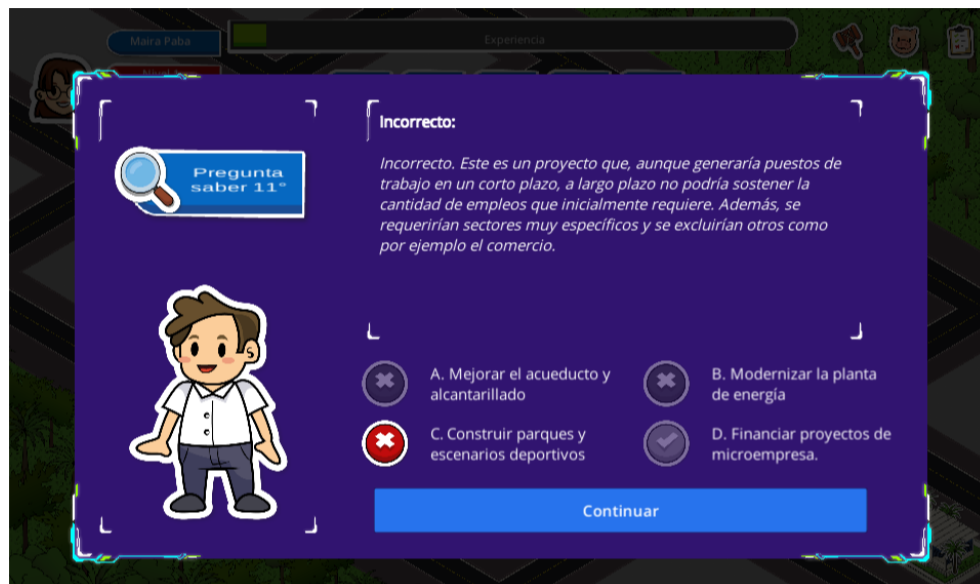 Maira Paba
Experiencia
Pregunta
saber 11°
Incorrecto:
Incorrecto. Este es un proyecto que, aunque generaría puestos de
trabajo en un corto plazo, a largo plazo no podría sostener la
cantidad de empleos que inicialmente requiere. Además, se
requerirían sectores muy específicos y se excluirían otros como
por ejemplo el comercio.
A. Mejorar el acueducto y
alcantarillado
B. Modernizar la planta
de energía
C. Construir parques y
escenarios deportivos
D. Financiar proyectos de
microempresa.
Continuar